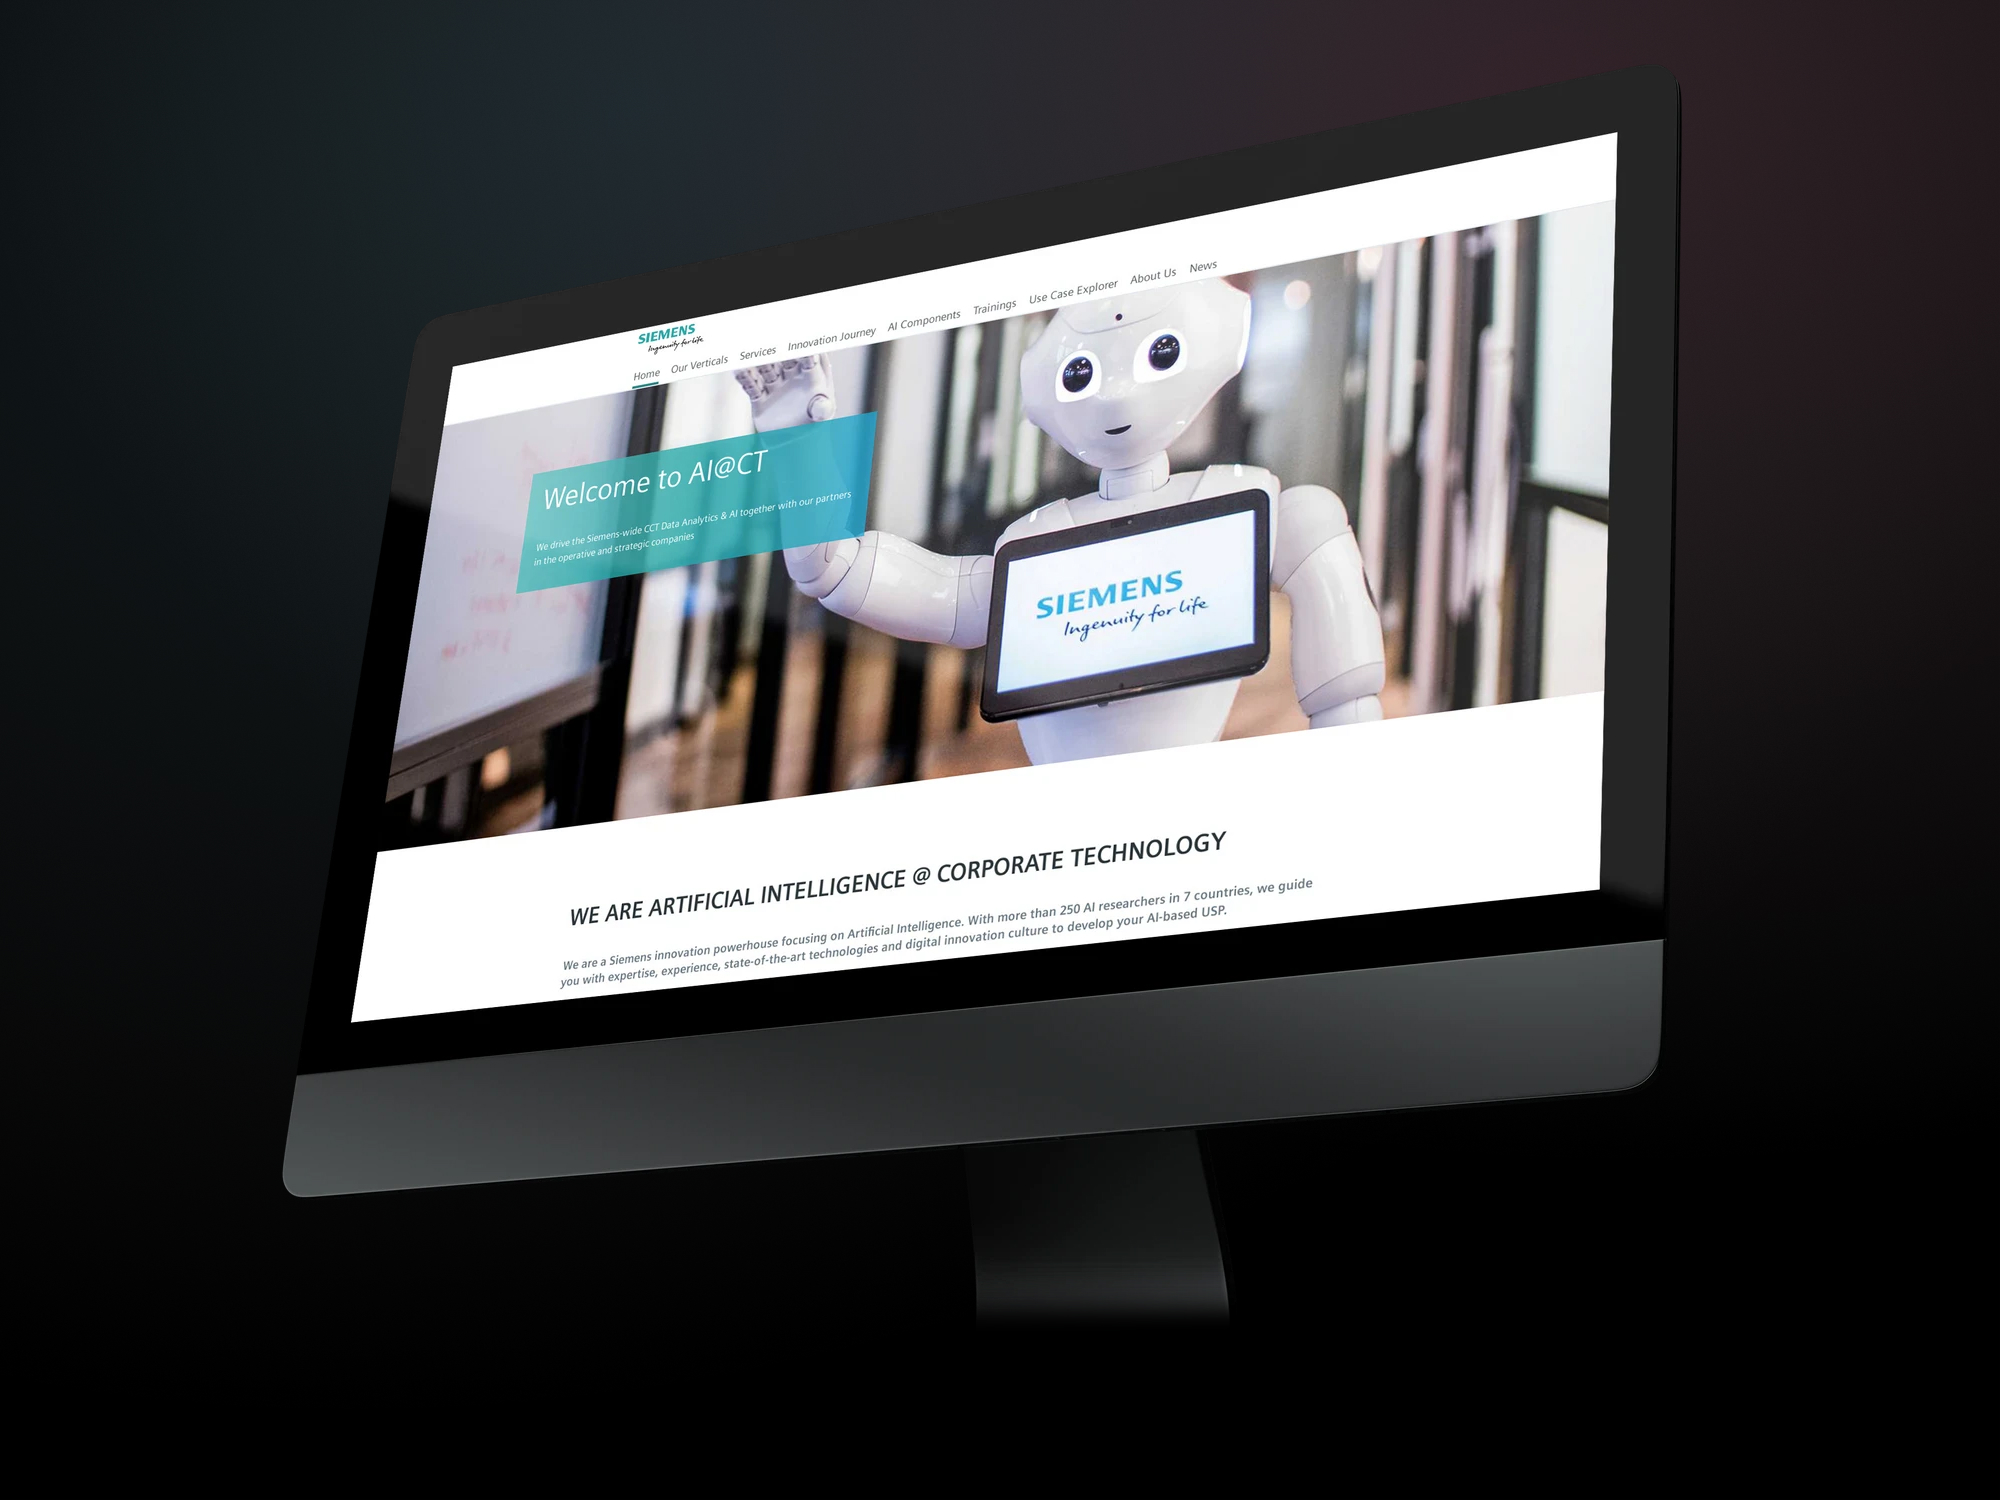 SIEMENS
Ingenuity for life
Home Our Verticals Services Innovation Journey AI Components Trainings Use Case Explorer About Us News
Welcome to AI@CT
We drive the Siemens-wide CCT Data Analytics & AI together with our partners
in the operative and strategic companies
SIEMENS
Ingenuity for life
WE ARE ARTIFICIAL INTELLIGENCE @ CORPORATE TECHNOLOGY
We are a Siemens innovation powerhouse focusing on Artificial Intelligence. With more than 250 AI researchers in 7 countries, we guide
you with expertise, experience, state-of-the-art technologies and digital innovation culture to develop your AI-based USP.